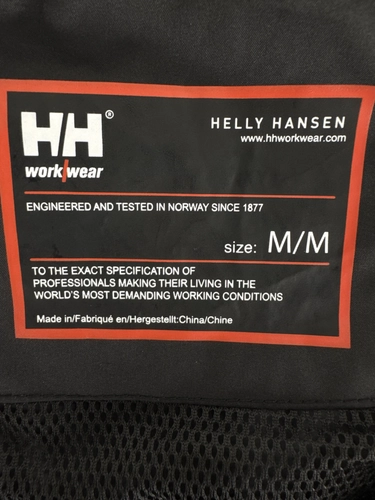 HH®
HELLY HANSEN
www.hhworkwear.com
work/wear
ENGINEERED AND TESTED IN NORWAY SINCE 1877
size: M/M
TO THE EXACT SPECIFICATION OF
PROFESSIONALS MAKING THEIR LIVING IN THE
WORLD'S MOST DEMANDING WORKING CONDITIONS
Made in/Fabriqué en/Hergestellt:China/Chine